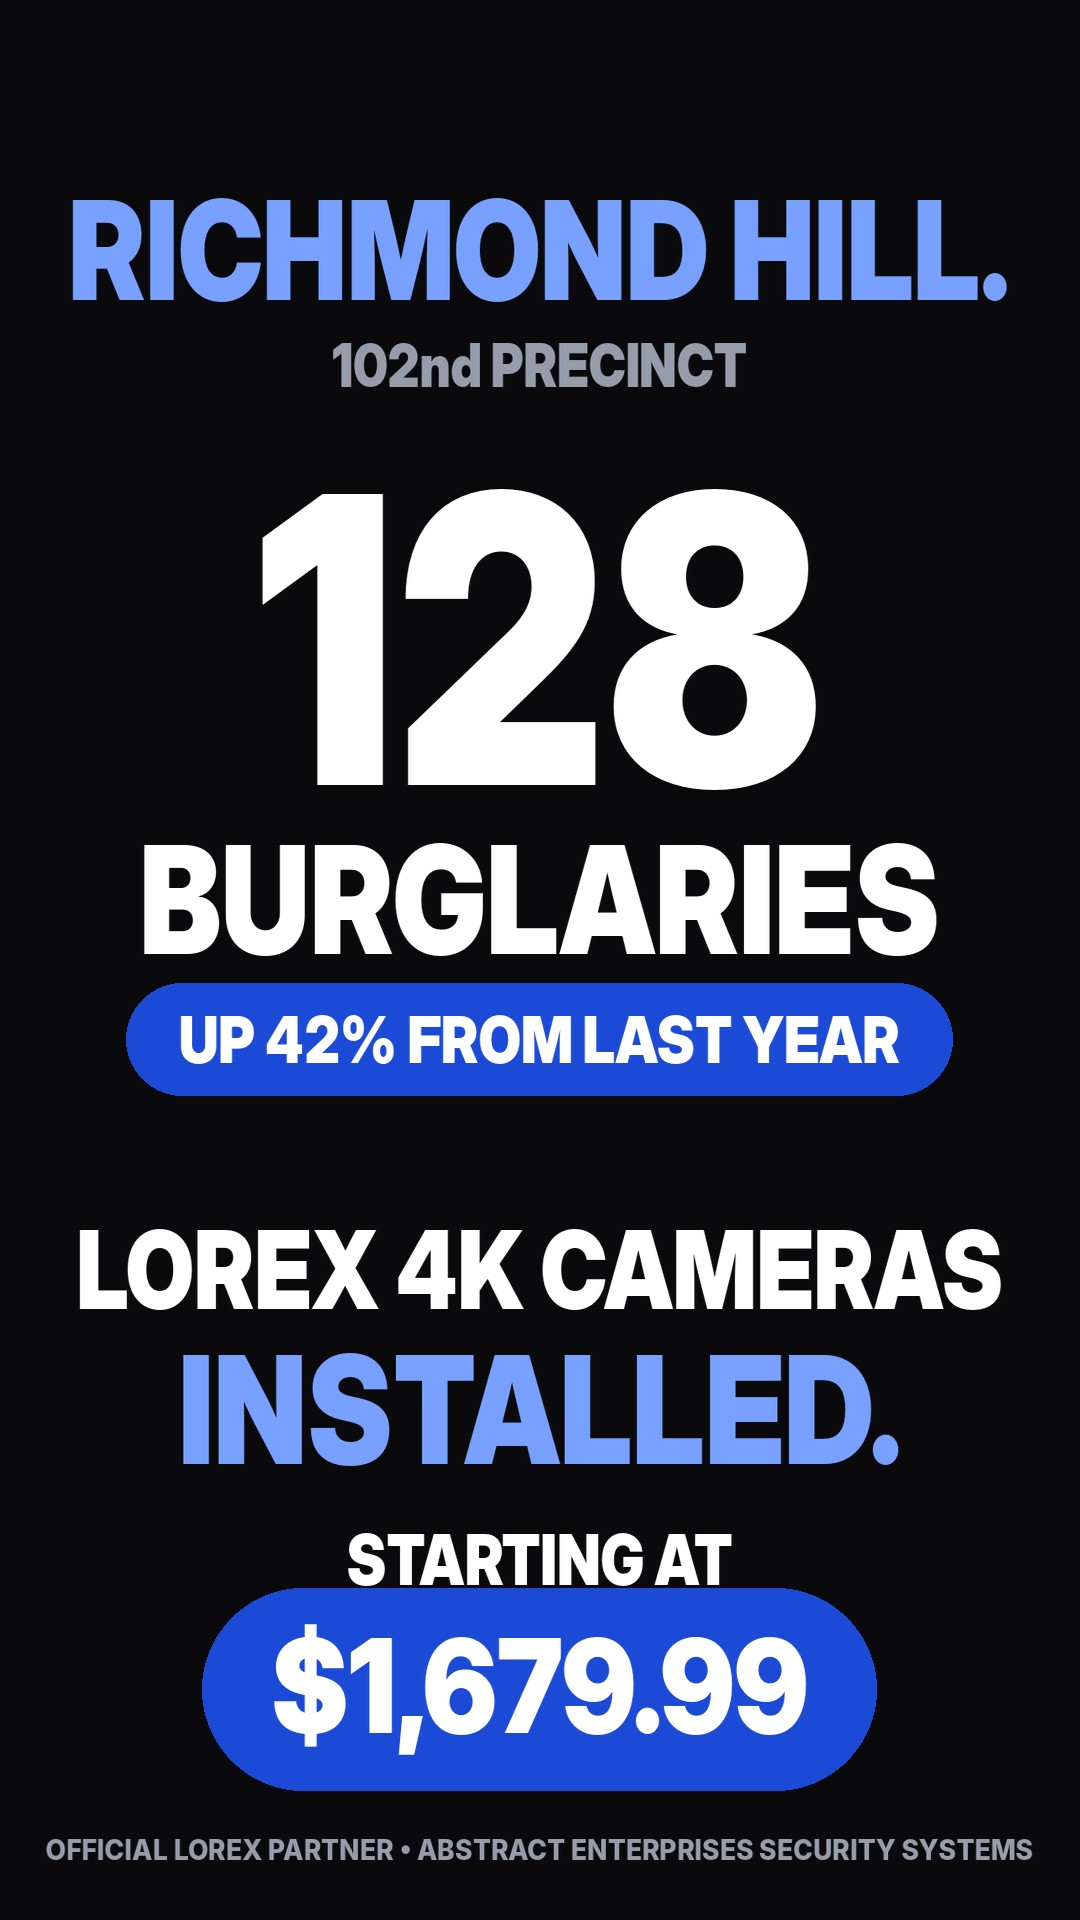 RICHMOND HILL.
102nd PRECINCT
128
BURGLARIES
UP 42% FROM LAST YEAR
LOREX 4K CAMERAS
INSTALLED.
STARTING AT
$1,679.99
OFFICIAL LOREX PARTNER • ABSTRACT ENTERPRISES SECURITY SYSTEMS